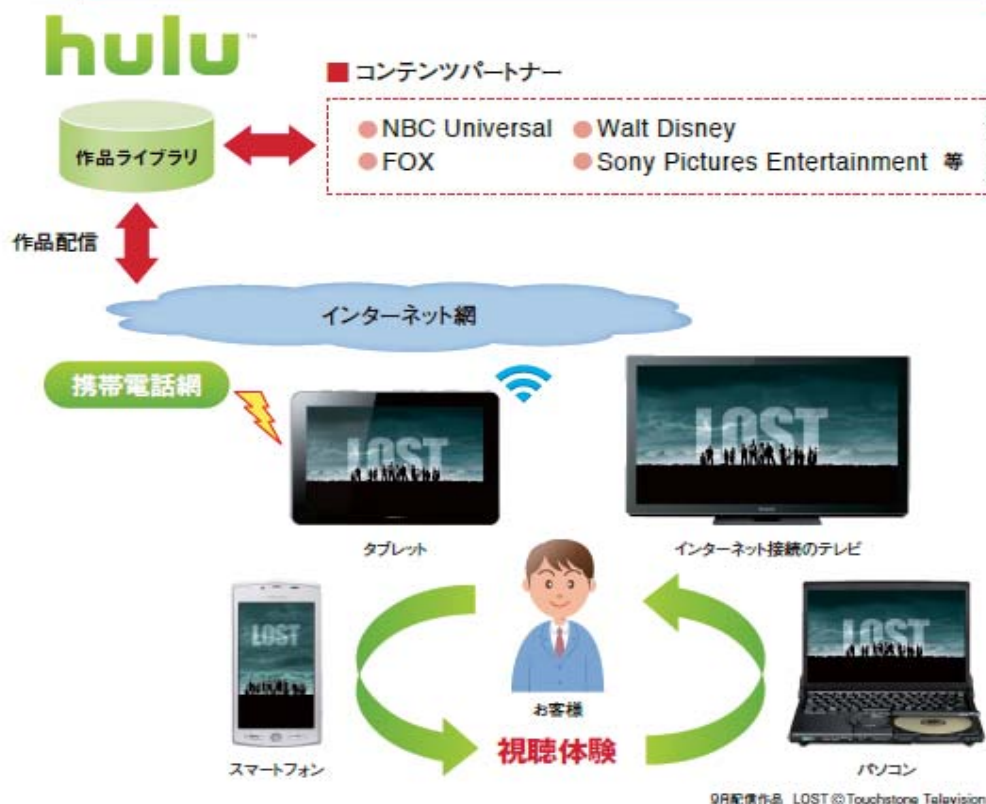 hulu™
■ コンテンツパートナー
● NBC Universal ● Walt Disney
● FOX ● Sony Pictures Entertainment 等
作品ライブラリ
作品配信
インターネット網
携帯電話網
LOST
LOST
タブレット
インターネット接続のテレビ
LOST
LOST
お客様
視聴体験
スマートフォン
パソコン
9月配信作品 LOST © Touchstone Television